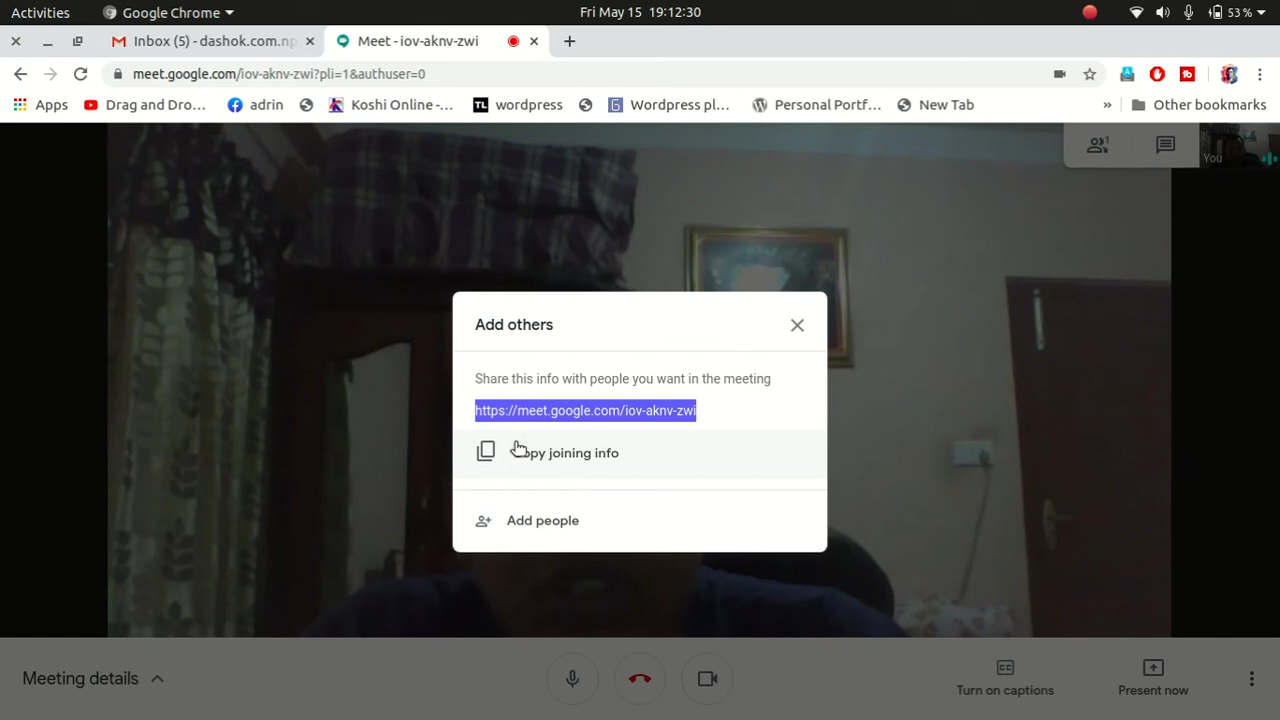 Activities Google Chrome Fri May 15 19:12:30 53 %
Inbox (5) - dashok.com.np Meet - iov-aknv-zwi
meet.google.com/iov-aknv-zwi?pli=1&authuser=0
Apps Drag and Dro... adrin Koshi Online -... TL wordpress G Wordpress pl... Personal Portf... New Tab » Other bookmarks
1
You
Add others
Share this info with people you want in the meeting
https://meet.google.com/iov-aknv-zwi
Copy joining info
Add people
Meeting details
CC
Turn on captions
Present now